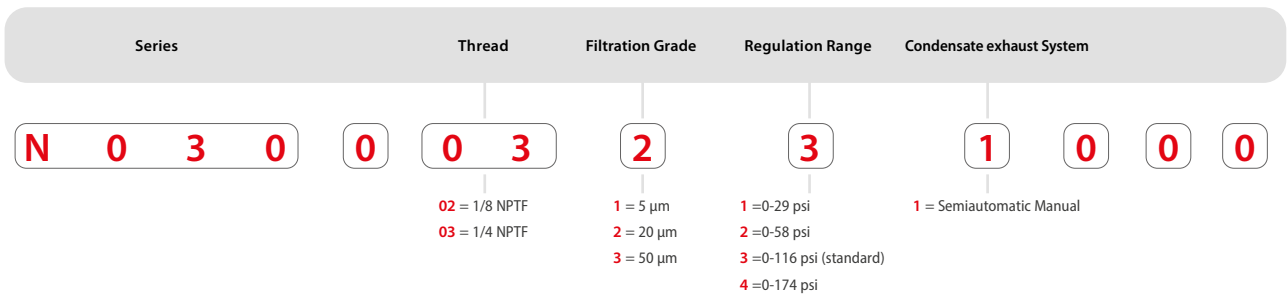 Series Thread Filtration Grade Regulation Range Condensate exhaust System
N 0 3 0 0 0 3 2 3 1 0 0 0
02 = 1/8 NPTF 1 = 5 µm 1 =0-29 psi 1 = Semiautomatic Manual
03 = 1/4 NPTF 2 = 20 µm 2 =0-58 psi
3 = 50 µm 3 =0-116 psi (standard)
4 =0-174 psi